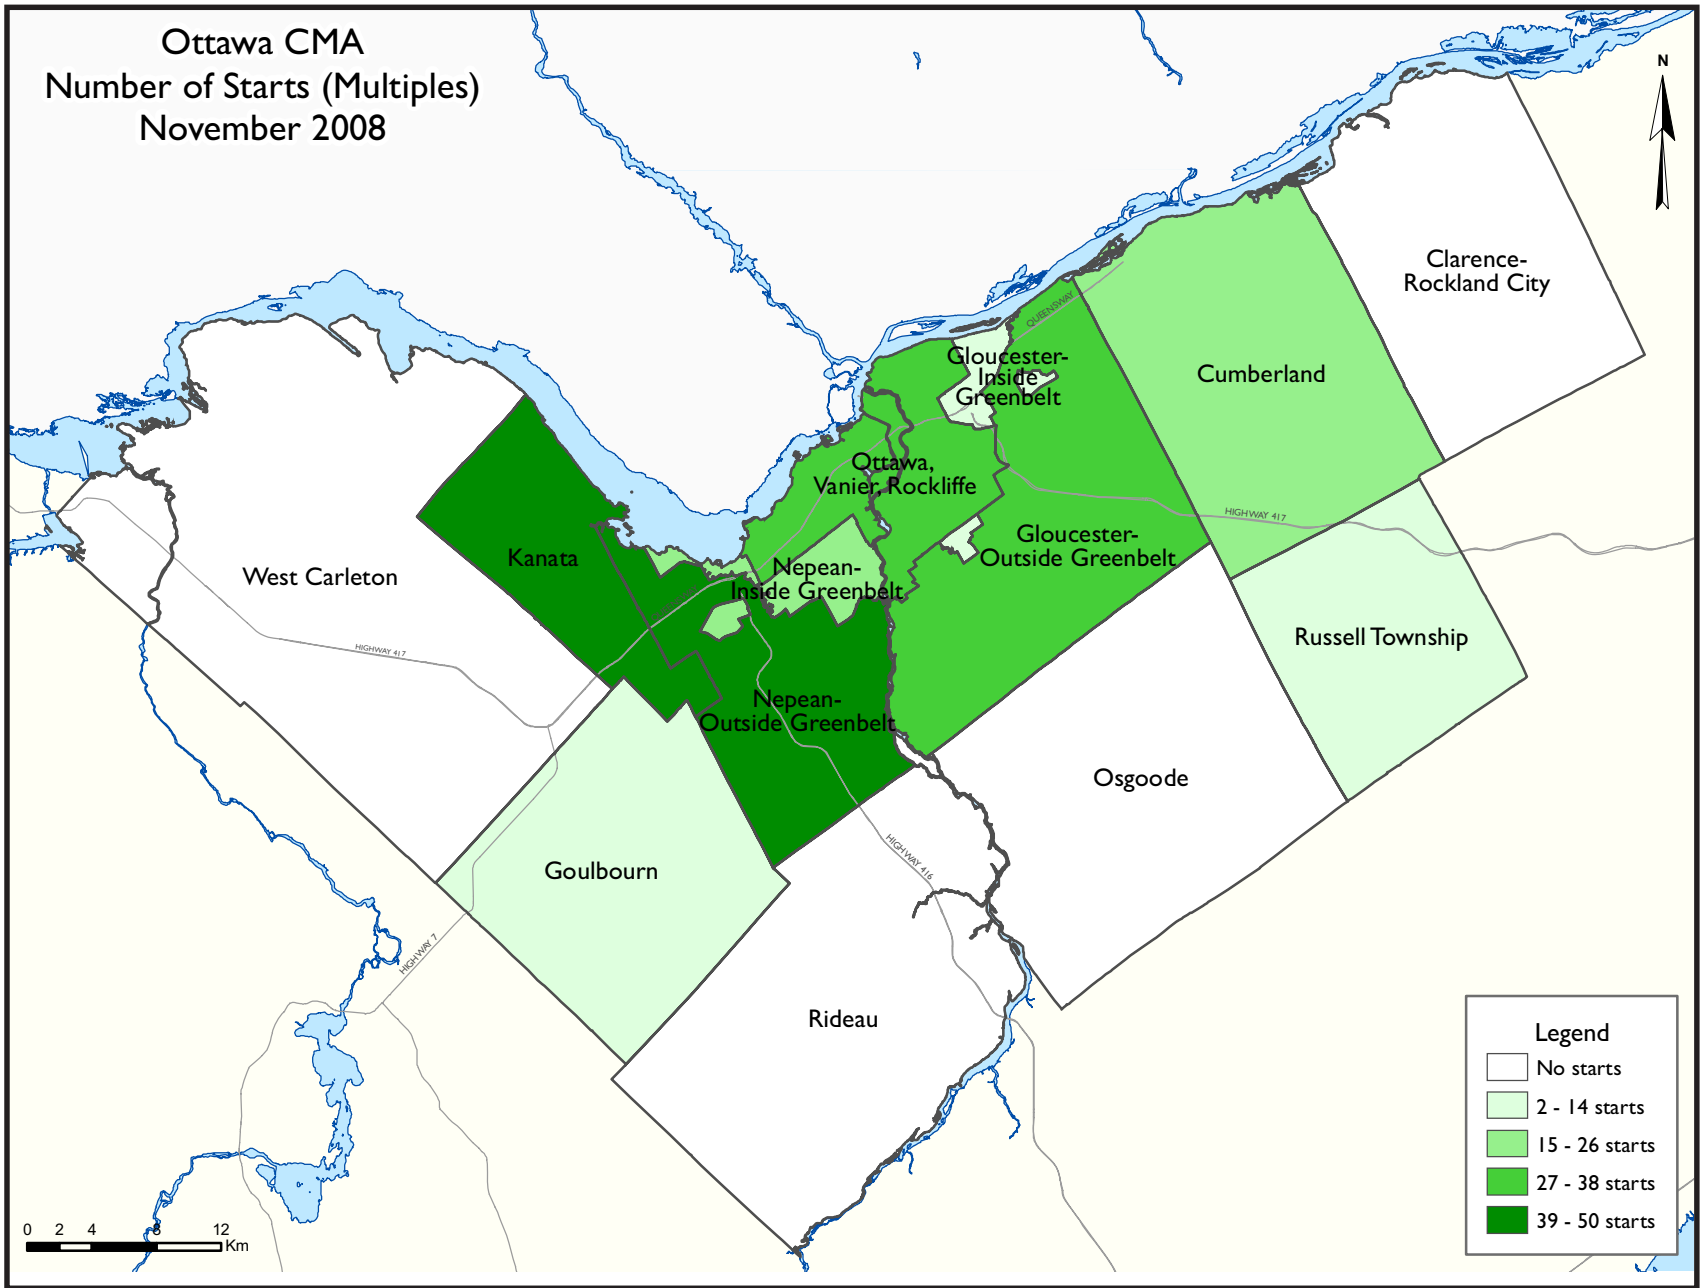 Ottawa CMA
Number of Starts (Multiples)
November 2008
N
Clarence-
Rockland City
QUEENSWAY
Gloucester-
Inside
Greenbelt
Cumberland
Ottawa,
Vanier, Rockliffe
HIGHWAY 417
Gloucester-
Outside Greenbelt
Kanata
West Carleton
Nepean-
Inside Greenbelt
Russell Township
HIGHWAY 417
Nepean-
Outside Greenbelt
Osgoode
Goulbourn
HIGHWAY 416
HIGHWAY 7
Rideau
Legend
No starts
2 - 14 starts
15 - 26 starts
27 - 38 starts
39 - 50 starts
0 2 4 8 12
Km